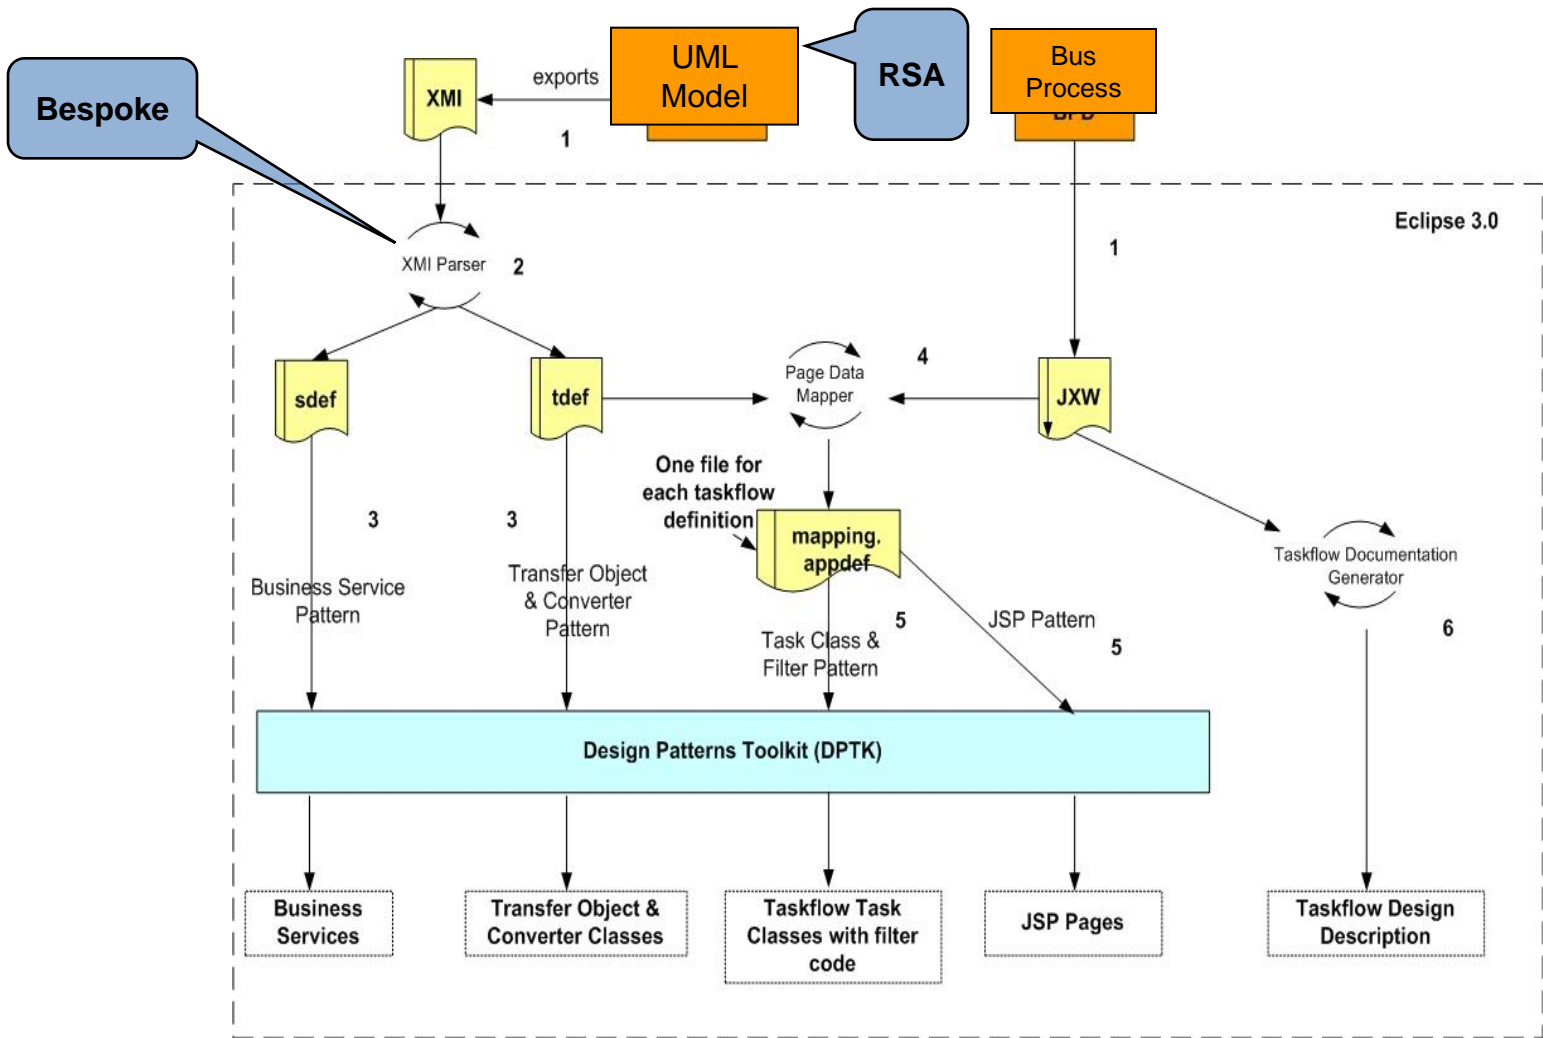 UML
Model
RSA
Bus
Process
BPD
Bespoke
XMI
exports
1
Eclipse 3.0
1
XMI Parser
2
sdef
tdef
Page Data
Mapper
4
JXW
One file for
each taskflow
definition
3
3
mapping.
appdef
Taskflow Documentation
Generator
Business Service
Pattern
Transfer Object
& Converter
Pattern
5
Task Class &
Filter Pattern
JSP Pattern
5
6
Design Patterns Toolkit (DPTK)
Business
Services
Transfer Object &
Converter Classes
Taskflow Task
Classes with filter
code
JSP Pages
Taskflow Design
Description